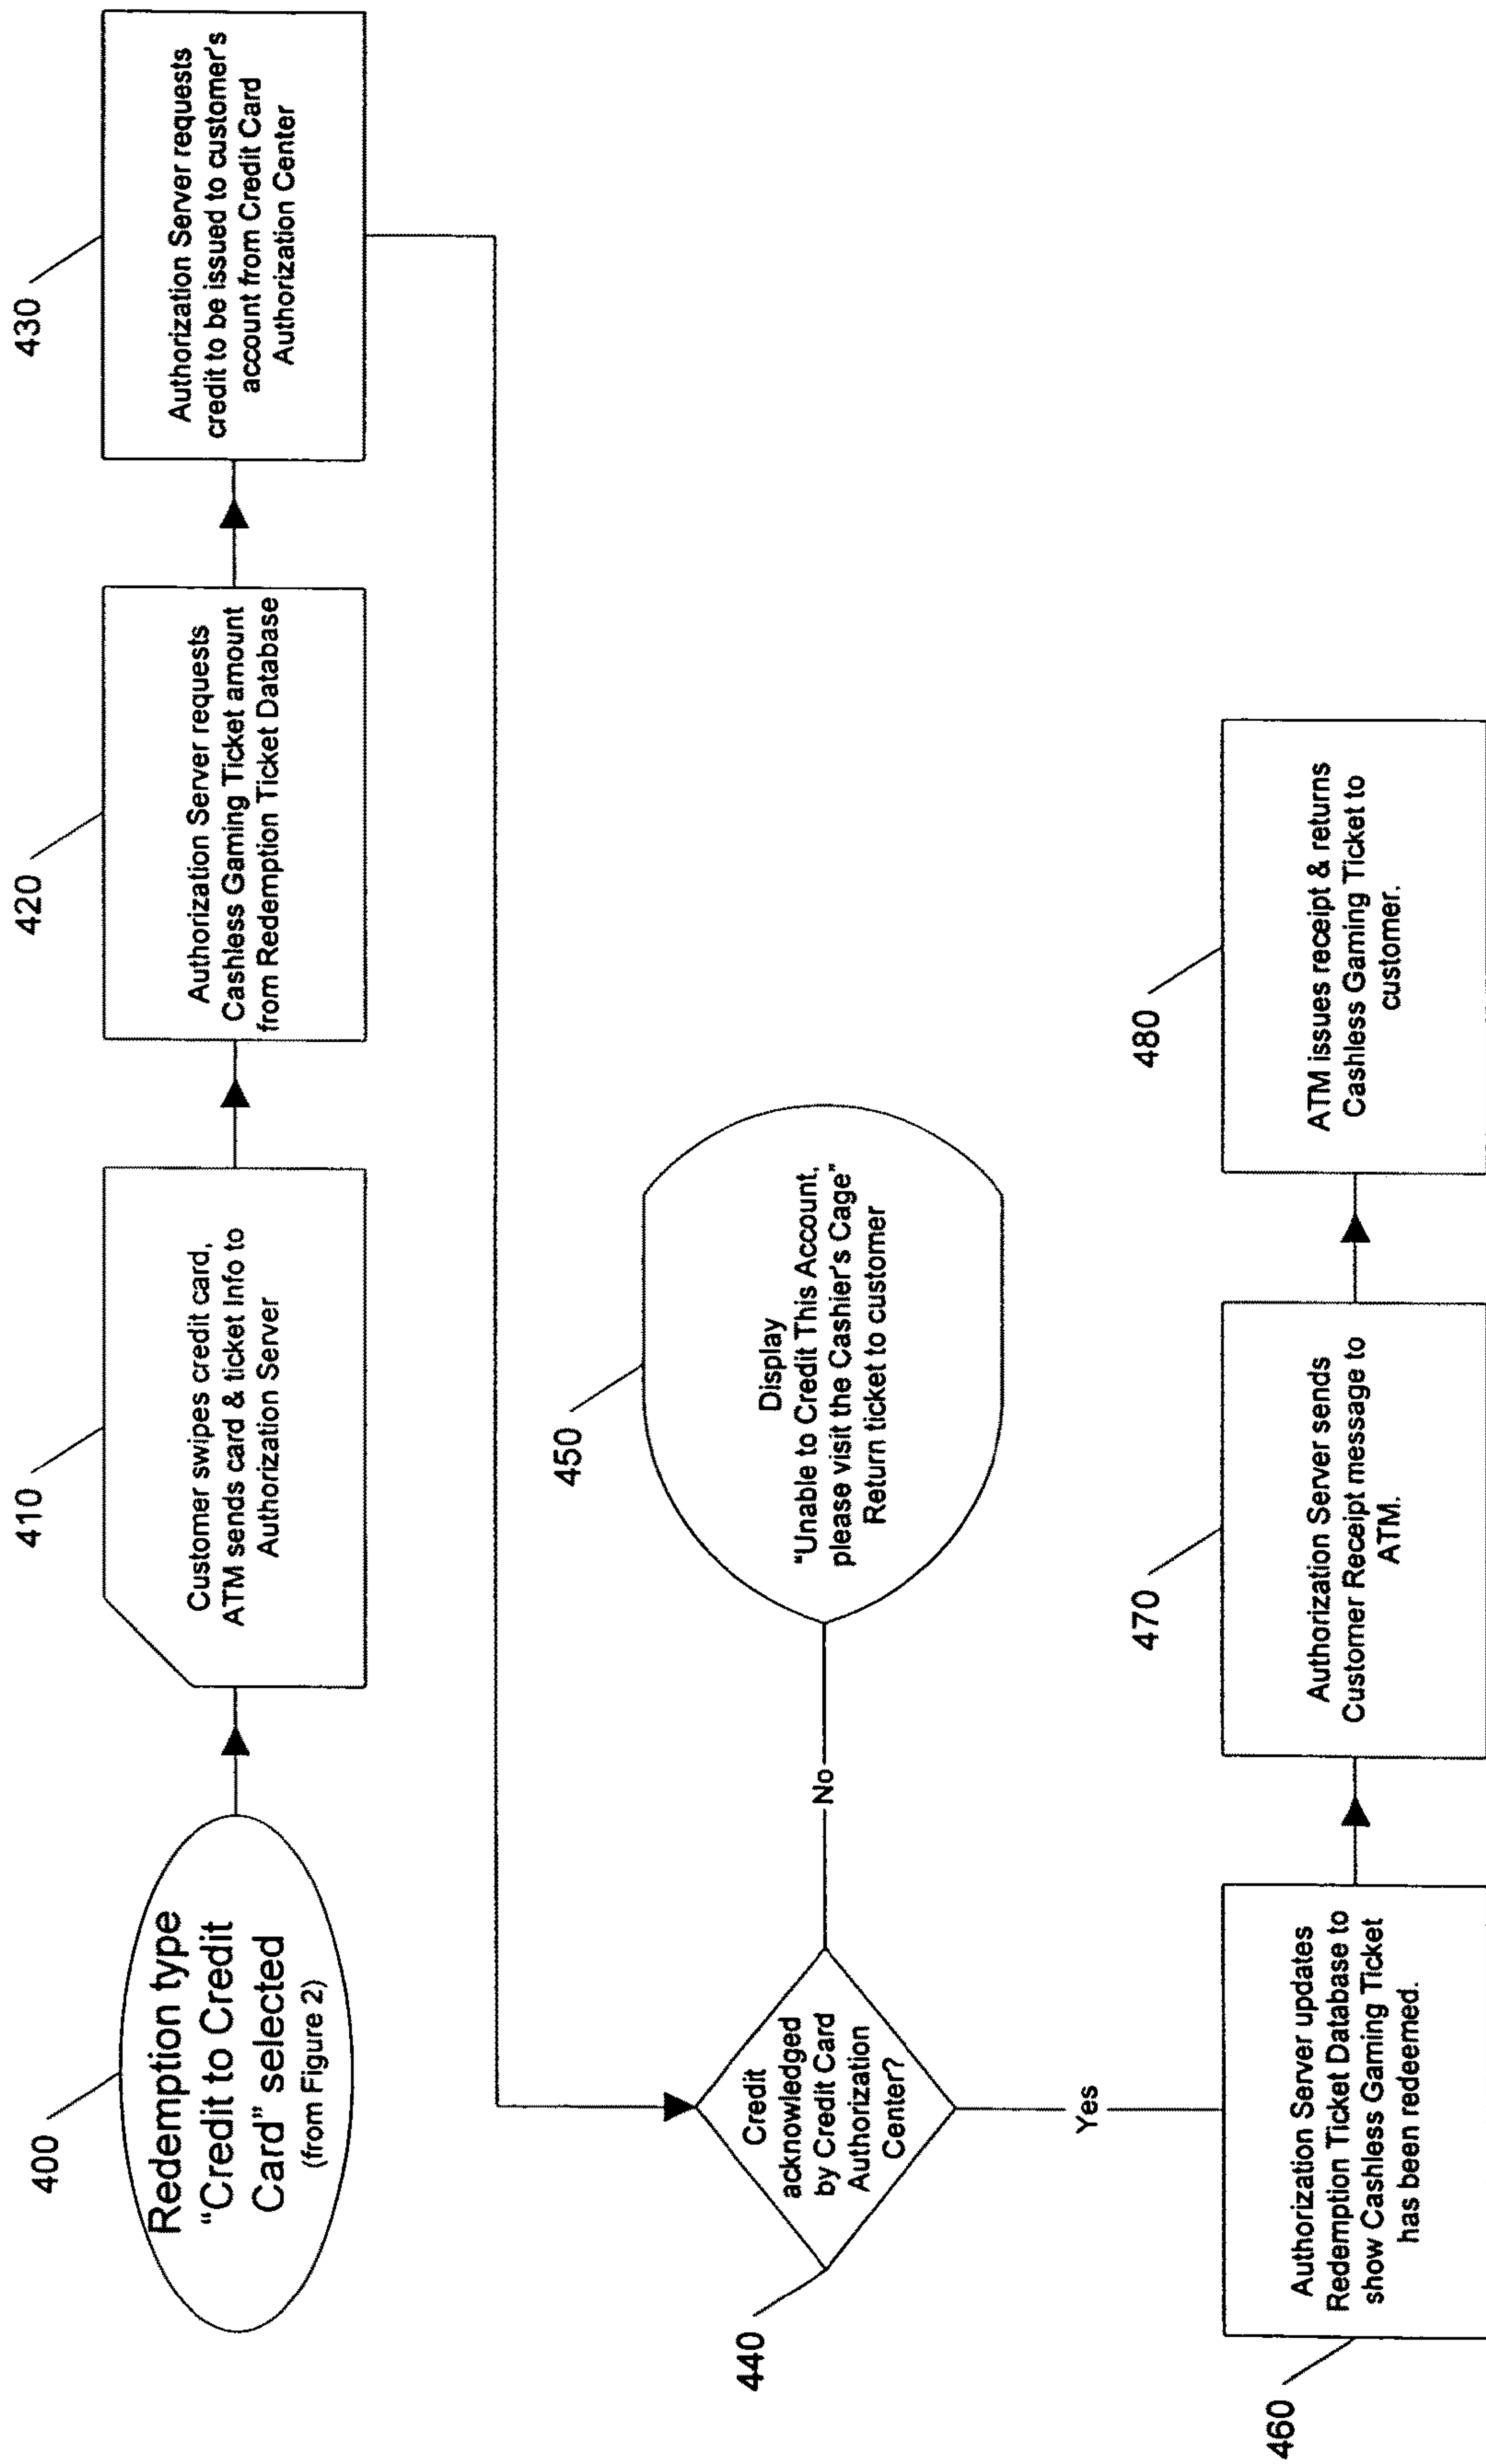 400
Redemption type
“Credit to Credit
Card” selected
(from Figure 2)
410
Customer swipes credit card,
ATM sends card & ticket Info to
Authorization Server
420
Authorization Server requests
Cashless Gaming Ticket amount
from Redemption Ticket Database
430
Authorization Server requests
credit to be issued to customer's
account from Credit Card
Authorization Center
440
Credit
acknowledged
by Credit Card
Authorization
Center?
No
450
Display
“Unable to Credit This Account,
please visit the Cashier's Cage”
Return ticket to customer
Yes
460
Authorization Server updates
Redemption Ticket Database to
show Cashless Gaming Ticket
has been redeemed.
470
Authorization Server sends
Customer Receipt message to
ATM.
480
ATM issues receipt & returns
Cashless Gaming Ticket to
customer.